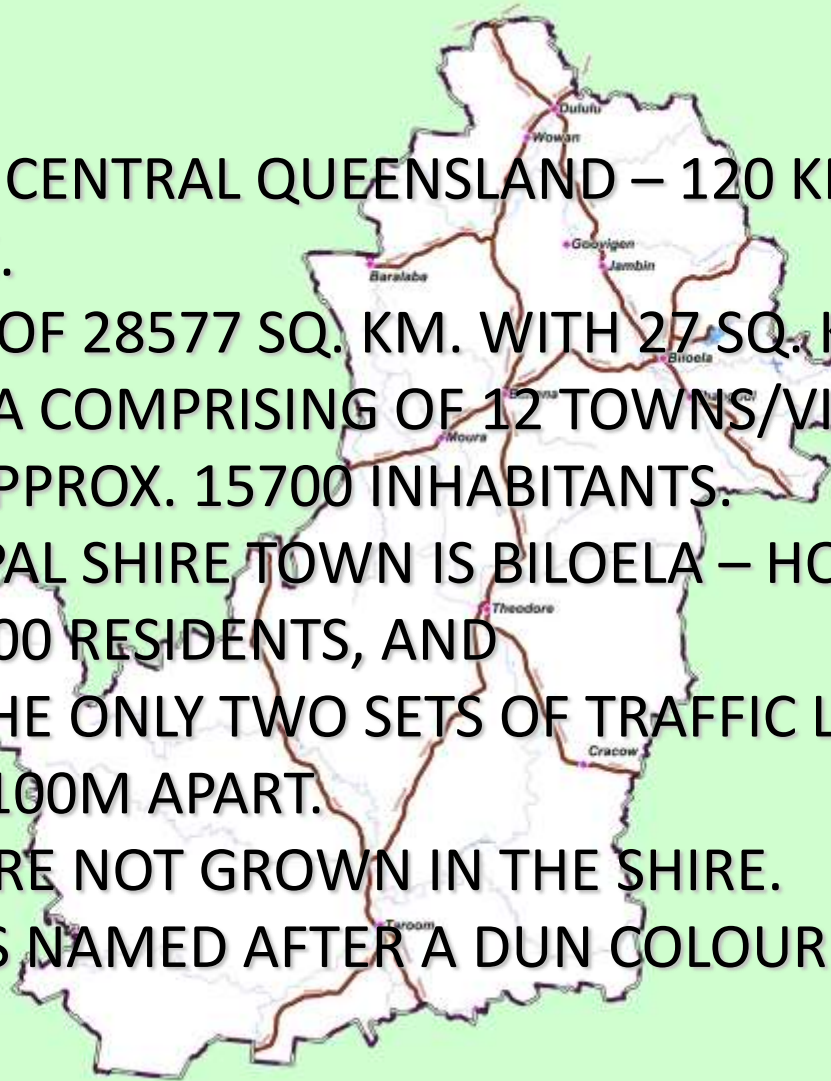 Dululu
Wowan
CENTRAL QUEENSLAND – 120 K
.
Goovigen
Jambin
Baralaba
OF 28577 SQ. KM. WITH 27 SQ.
Biloela
A COMPRISING OF 12 TOWNS/VI
Moura
PPROX. 15700 INHABITANTS.
PAL SHIRE TOWN IS BILOELA – HO
Theodore
00 RESIDENTS, AND
HE ONLY TWO SETS OF TRAFFIC L
Cracow
100M APART.
RE NOT GROWN IN THE SHIRE.
Taroom
S NAMED AFTER A DUN COLOUR